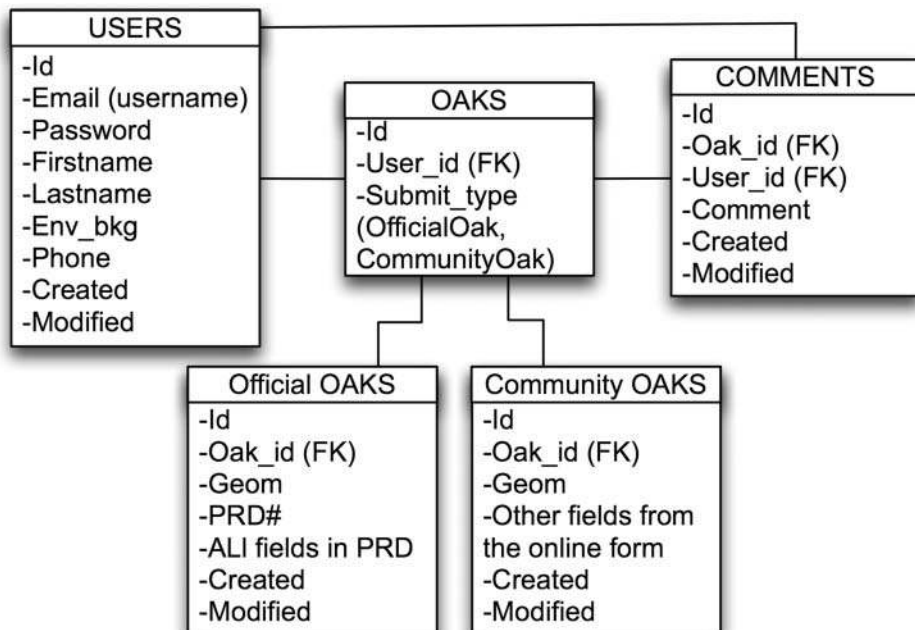 USERS
-Id
-Email (username)
-Password
-Firstname
-Lastname
-Env_bkg
-Phone
-Created
-Modified
OAKS
-Id
-User_id (FK)
-Submit_type
(OfficialOak,
CommunityOak)
COMMENTS
-Id
-Oak_id (FK)
-User_id (FK)
-Comment
-Created
-Modified
Official OAKS
-Id
-Oak_id (FK)
-Geom
-PRD#
-ALl fields in PRD
-Created
-Modified
Community OAKS
-Id
-Oak_id (FK)
-Geom
-Other fields from
the online form
-Created
-Modified